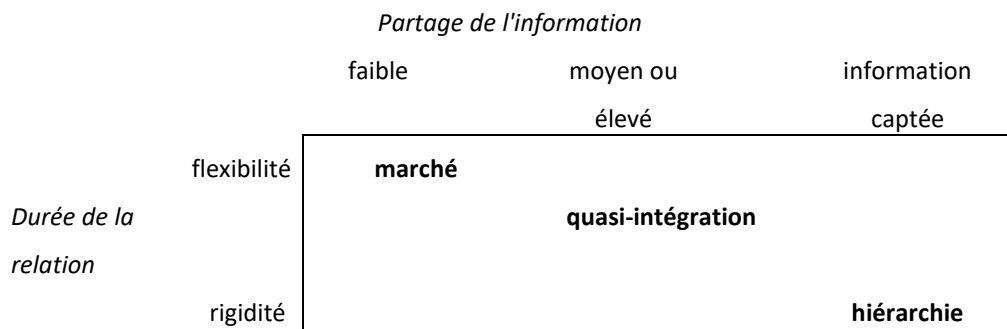 Partage de l'information
faible moyen ou information
élevé captée
flexibilité marché
Durée de la quasi-intégration
relation
rigidité hiérarchie